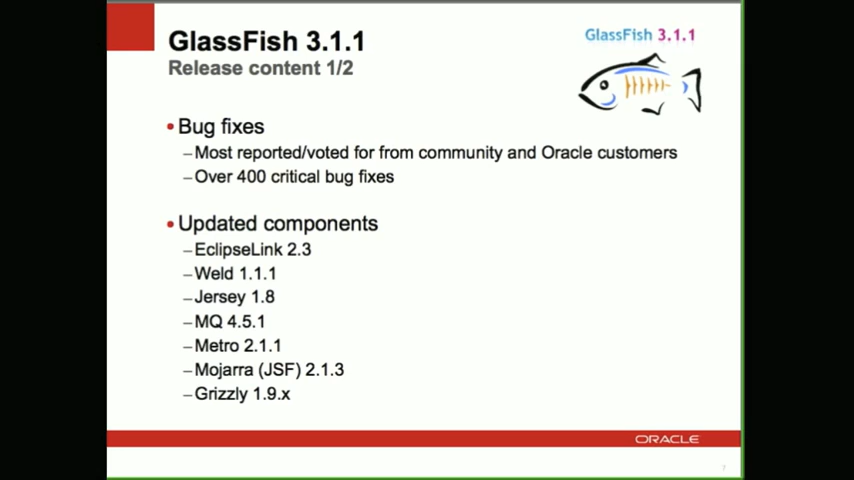 GlassFish 3.1.1
Release content 1/2
GlassFish 3.1.1
• Bug fixes
– Most reported/voted for from community and Oracle customers
– Over 400 critical bug fixes
• Updated components
– EclipseLink 2.3
– Weld 1.1.1
– Jersey 1.8
– MQ 4.5.1
– Metro 2.1.1
– Mojarra (JSF) 2.1.3
– Grizzly 1.9.x
ORACLE
7